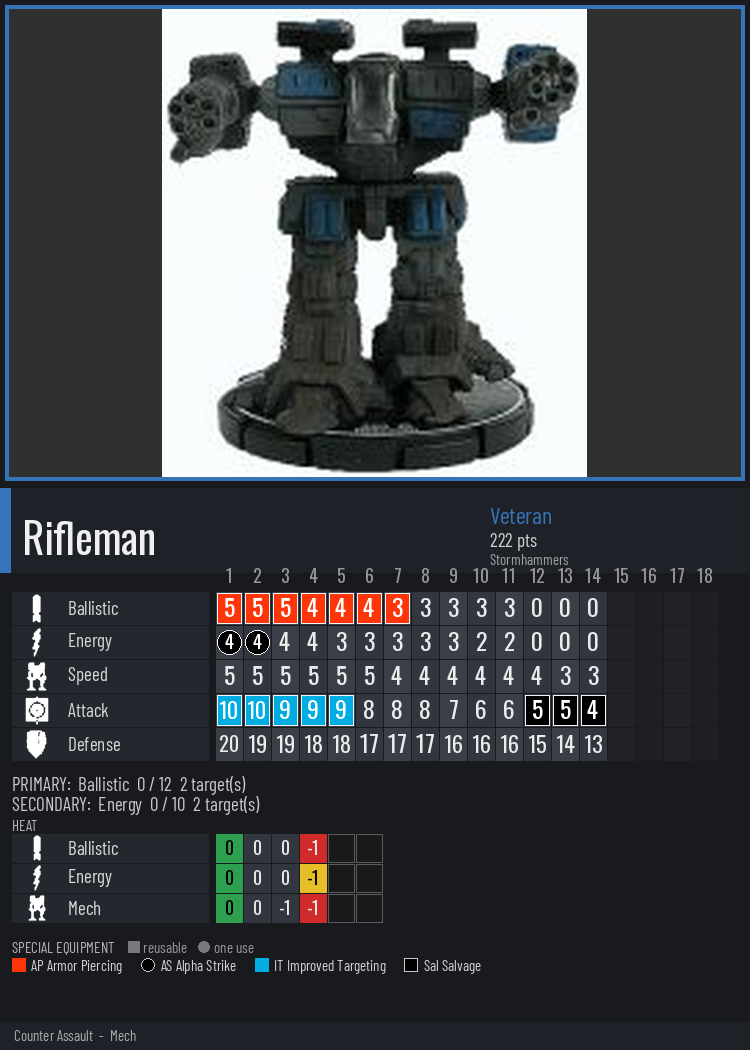 Rifleman
Veteran
222 pts
Stormhammers
1 2 3 4 5 6 7 8 9 10 11 12 13 14 15 16 17 18
Ballistic 5 5 5 4 4 4 3 3 3 3 3 0 0 0
Energy 4 4 4 4 3 3 3 3 3 2 2 0 0 0
Speed 5 5 5 5 5 5 4 4 4 4 4 4 3 3
Attack 10 10 9 9 9 8 8 8 7 6 6 5 5 4
Defense 20 19 19 18 18 17 17 17 16 16 16 15 14 13
PRIMARY: Ballistic 0 / 12 2 target(s)
SECONDARY: Energy 0 / 10 2 target(s)
HEAT
Ballistic 0 0 0 -1
Energy 0 0 0 -1
Mech 0 0 -1 -1
SPECIAL EQUIPMENT reusable one use
AP Armor Piercing AS Alpha Strike IT Improved Targeting Sal Salvage
Counter Assault - Mech